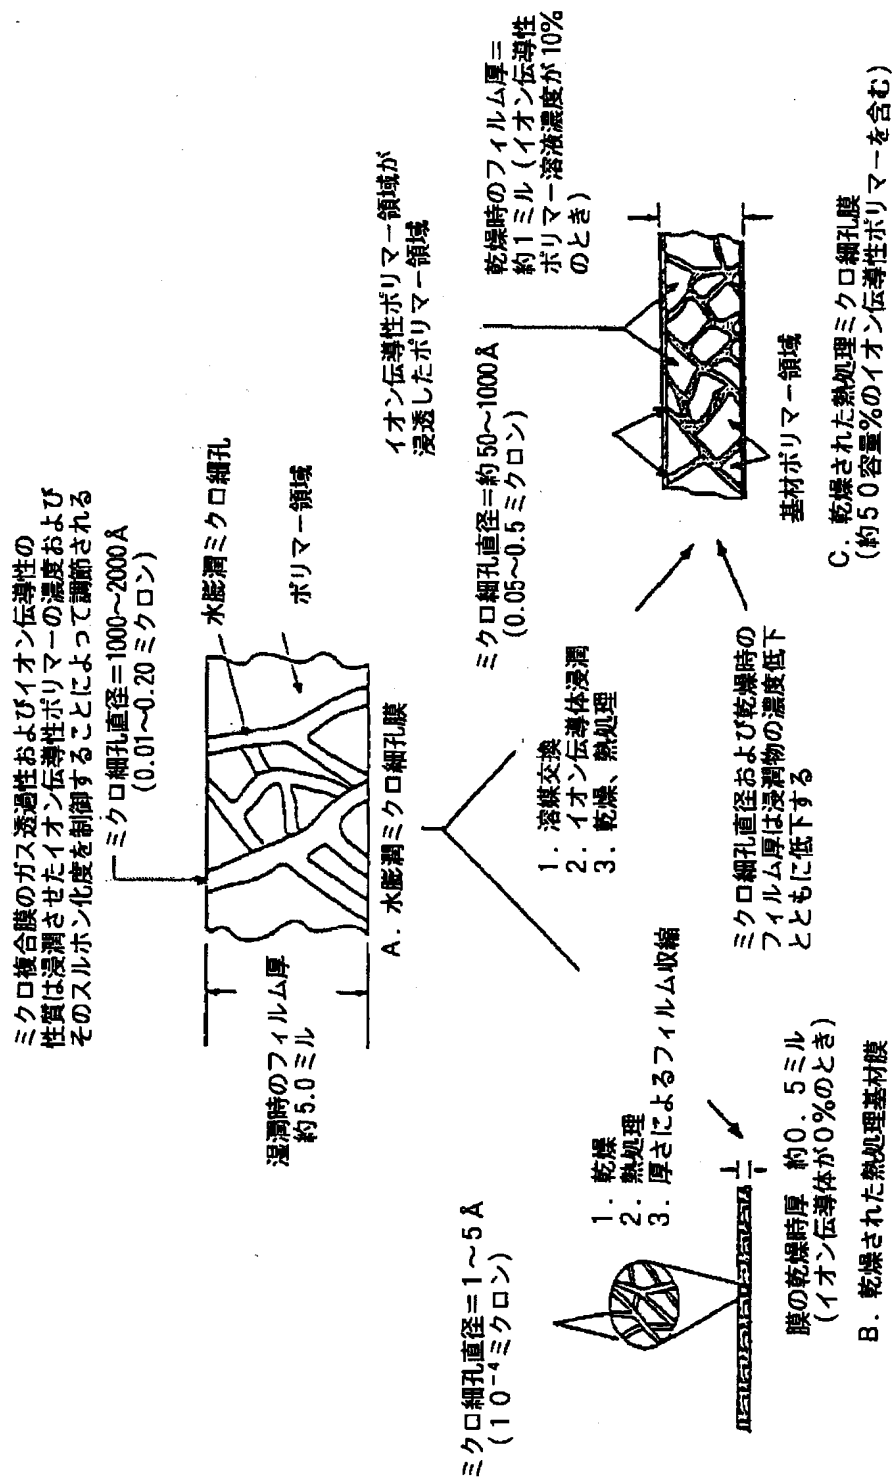 ミクロ複合膜のガス透過性およびイオン伝導性の
性質は浸潤させたイオン伝導性ポリマーの濃度および
そのスルホン化度を制御することによって調節される
ミクロ細孔直径=1000~2000Å
(0.01~0.20ミクロン)
水膨潤ミクロ細孔
ポリマー領域
湿潤時のフィルム厚
約5.0ミル
A. 水膨潤ミクロ細孔膜
イオン伝導性ポリマー領域が
浸透したポリマー領域
1. 乾燥
2. 熱処理
3. 厚さによるフィルム収縮
1. 溶媒交換
2. イオン伝導体浸潤
3. 乾燥、熱処理
ミクロ細孔直径=1~5Å
(10⁻⁴ミクロン)
膜の乾燥時厚 約0.5ミル
(イオン伝導体が0%のとき)
B. 乾燥された熱処理基材膜
ミクロ細孔直径および乾燥時の
フィルム厚は浸潤物の濃度低下
とともに低下する
ミクロ細孔直径=約50~1000Å
(0.05~0.5ミクロン)
乾燥時のフィルム厚=
約1ミル(イオン伝導性
ポリマー溶液濃度が10%
のとき)
基材ポリマー領域
C. 乾燥された熱処理ミクロ細孔膜
(約50容量%のイオン伝導性ポリマーを含む)